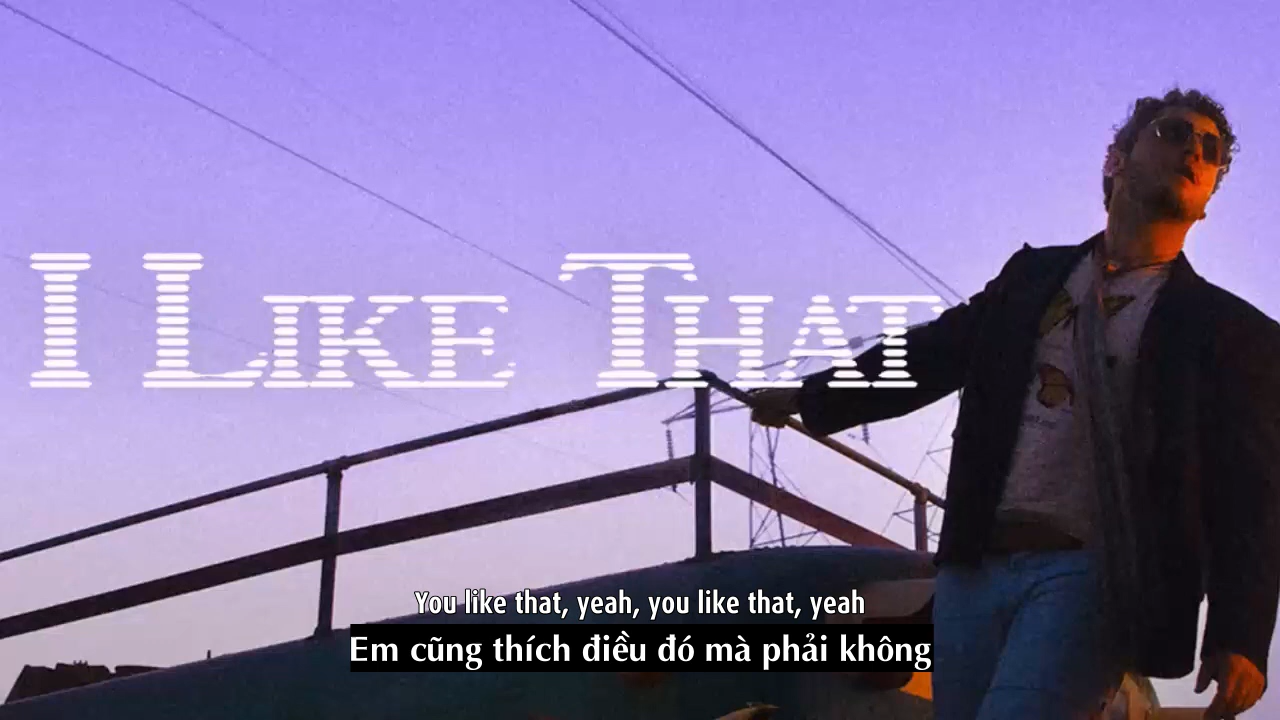 I LIKE THAT
You like that, yeah, you like that, yeah
Em cũng thích điều đó mà phải không